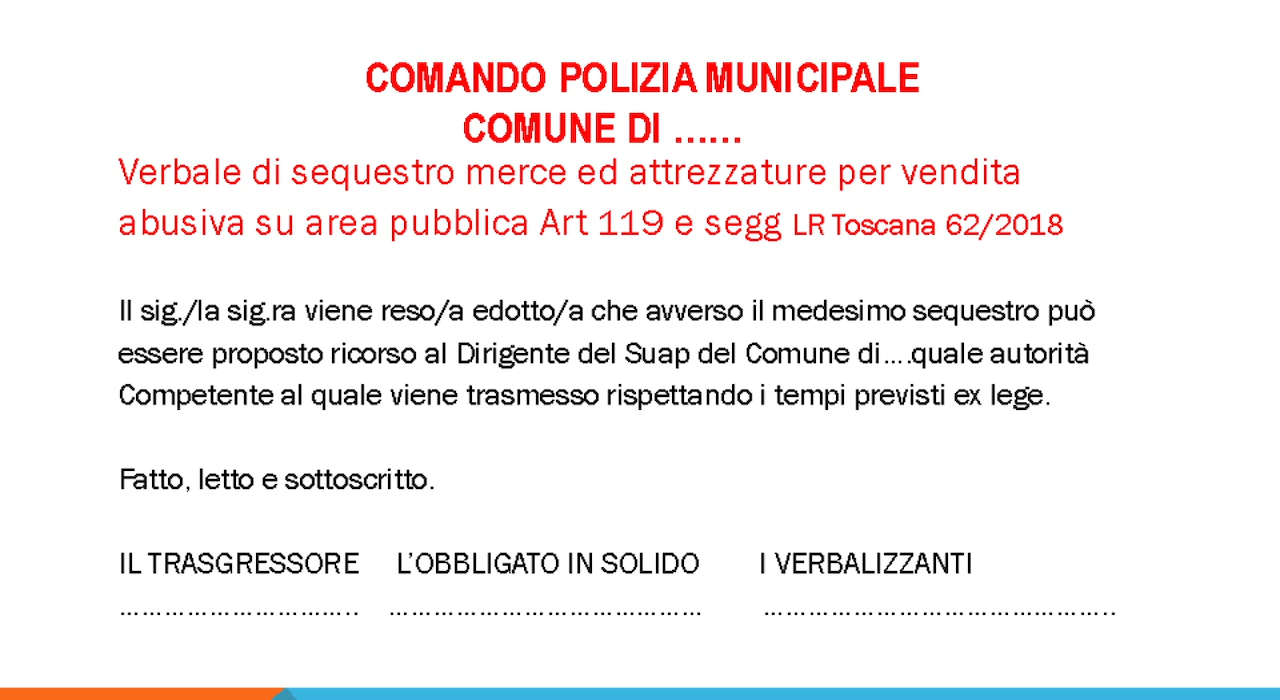 COMANDO POLIZIA MUNICIPALE
COMUNE DI ......
Verbale di sequestro merce ed attrezzature per vendita
abusiva su area pubblica Art 119 e segg LR Toscana 62/2018
Il sig./la sig.ra viene reso/a edotto/a che avverso il medesimo sequestro può
essere proposto ricorso al Dirigente del Suap del Comune di….quale autorità
Competente al quale viene trasmesso rispettando i tempi previsti ex lege.
Fatto, letto e sottoscritto.
IL TRASGRESSORE L’OBBLIGATO IN SOLIDO I VERBALIZZANTI
………………………….. …………………………………… ………………………………………..